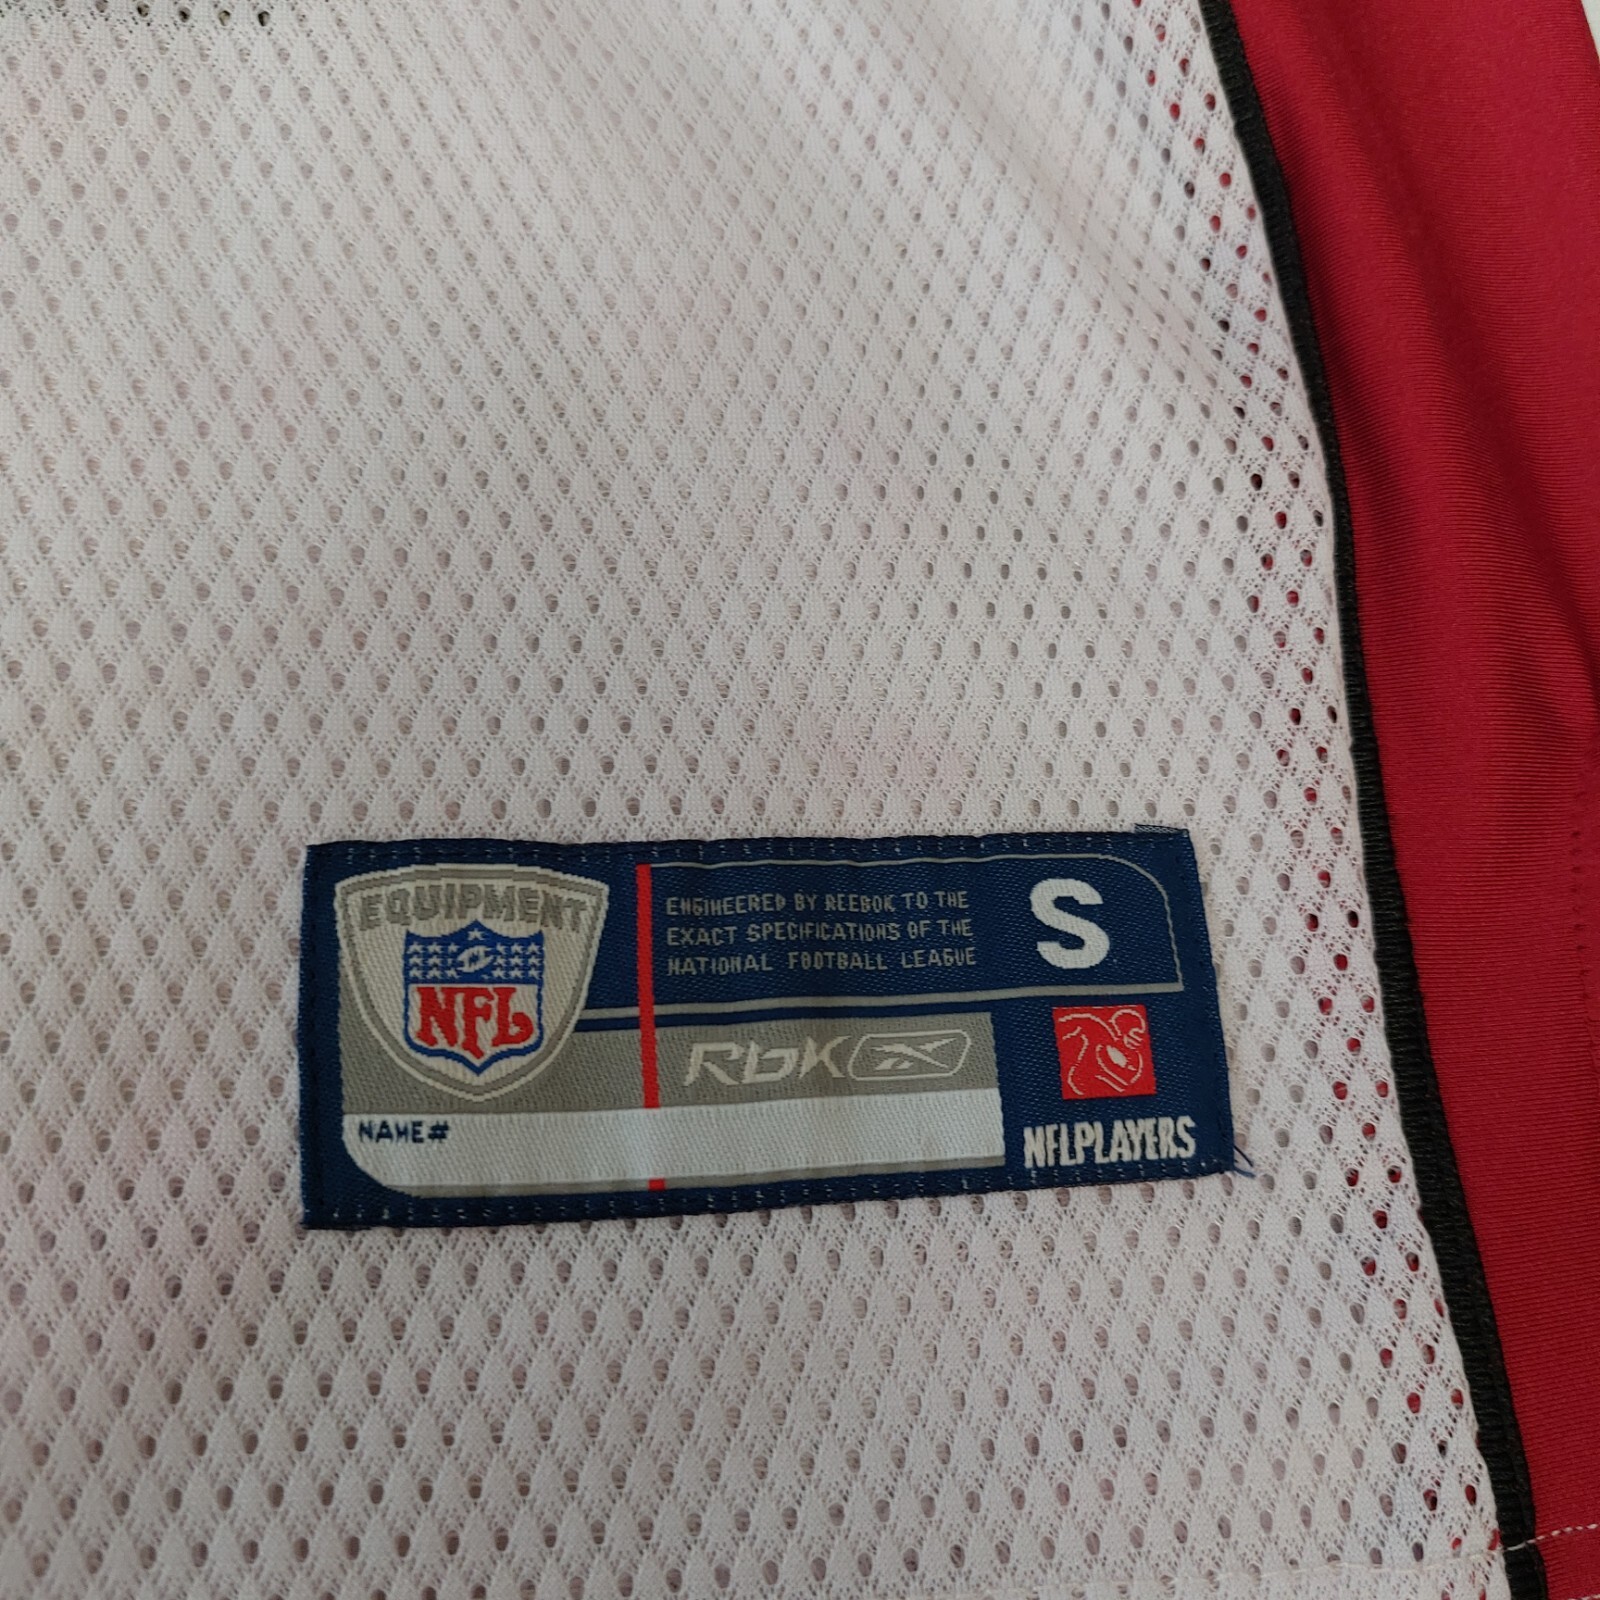 EQUIPMENT
NFL
ENGINEERED BY REEBOK TO THE
EXACT SPECIFICATIONS OF THE
NATIONAL FOOTBALL LEAGUE
S
Rbk
NAME#
NFLPLAYERS